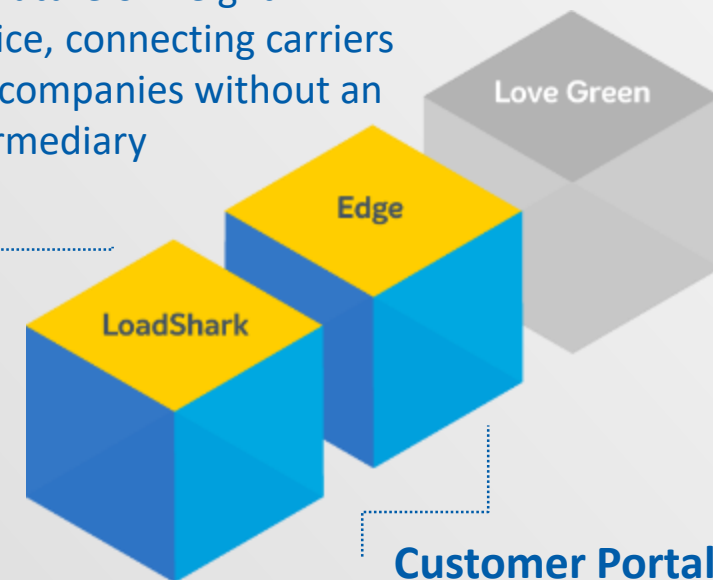 ice, connecting carriers
companies without an
rmediary
Love Green
Edge
LoadShark
Customer Portal